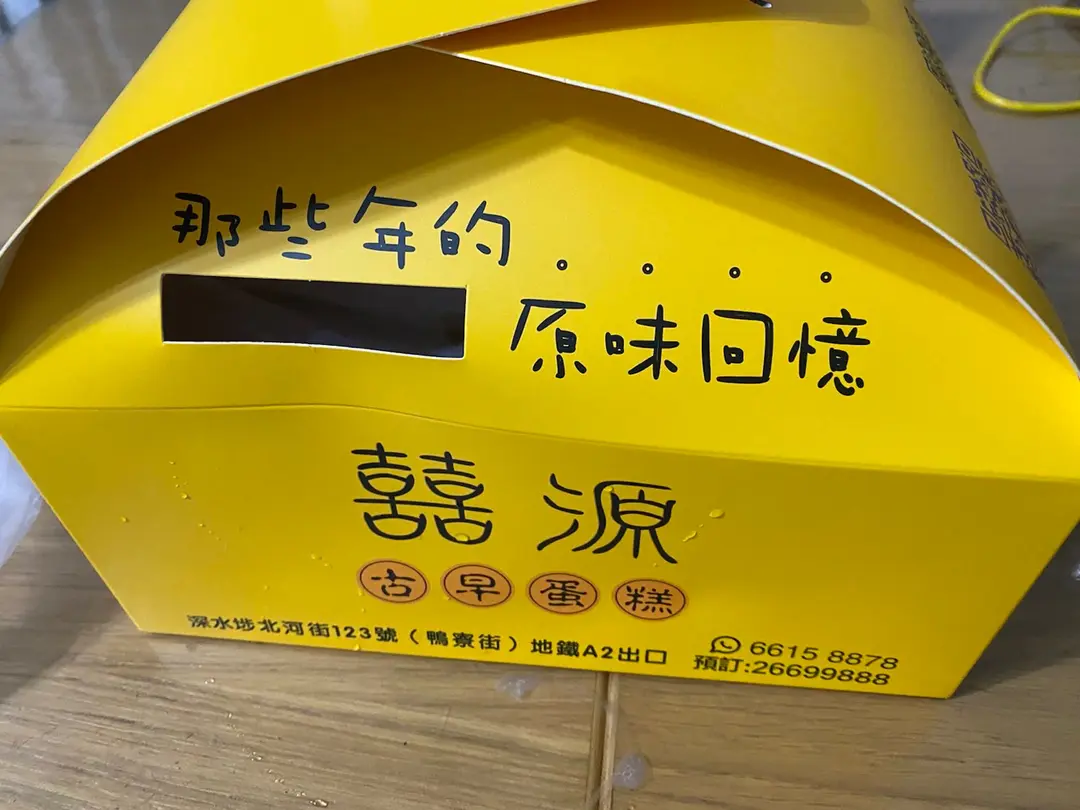 那些年的。。。。
原味回憶
囍源
古早蛋糕
深水埗北河街123號（鴨寮街）地鐵A2出口
6615 8878
預訂:26699888